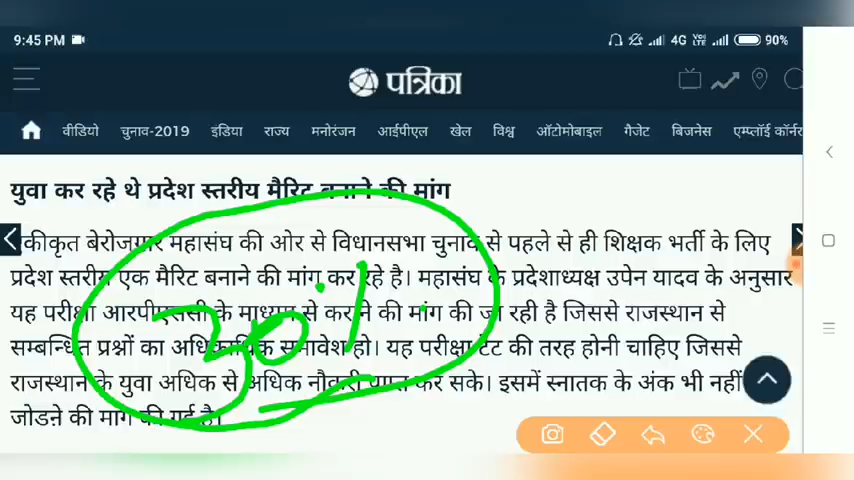 9:45 PM 4G VoLTE 90%
पत्रिका
वीडियो चुनाव-2019 इंडिया राज्य मनोरंजन आईपीएल खेल विश्व ऑटोमोबाइल गैजेट बिजनेस एम्प्लॉई कॉर्नर
युवा कर रहे थे प्रदेश स्तरीय मैरिट बनाने की मांग
कीकृत बेरोजगार महासंघ की ओर से विधानसभा चुनाव से पहले से ही शिक्षक भर्ती के लिए
प्रदेश स्तरीय एक मैरिट बनाने की मांग कर रहे है। महासंघ के प्रदेशाध्यक्ष उपेन यादव के अनुसार
यह परीक्षा आरपीएससी के माध्यम से कराने की मांग की जा रही है जिससे राजस्थान से
सम्बन्धित प्रश्नों का अधिकाधिक समावेश हो। यह परीक्षा टेट की तरह होनी चाहिए जिससे
राजस्थान के युवा अधिक से अधिक नौकरी प्राप्त कर सके। इसमें स्नातक के अंक भी नहीं
जोडऩे की मांग की गई है।
30%